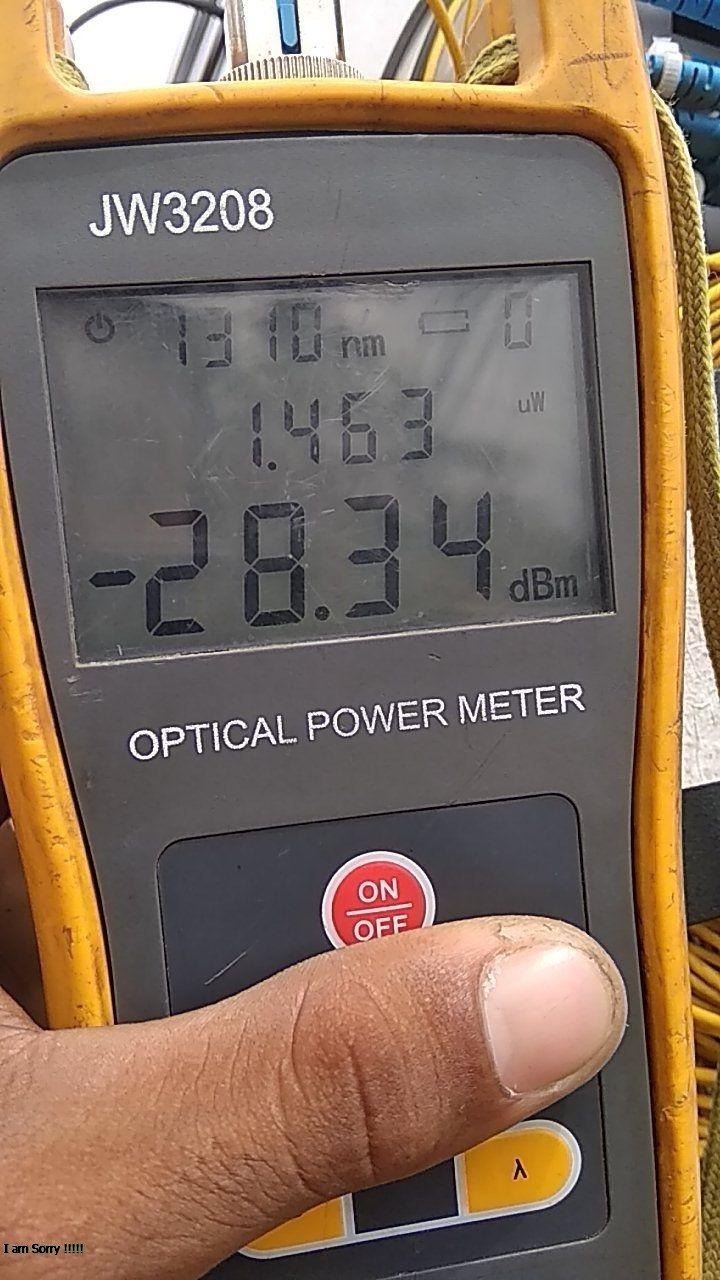 JW3208
1310 nm 0
1.463 uW
-28.34 dBm
OPTICAL POWER METER
ON
OFF
λ
I am Sorry !!!!!